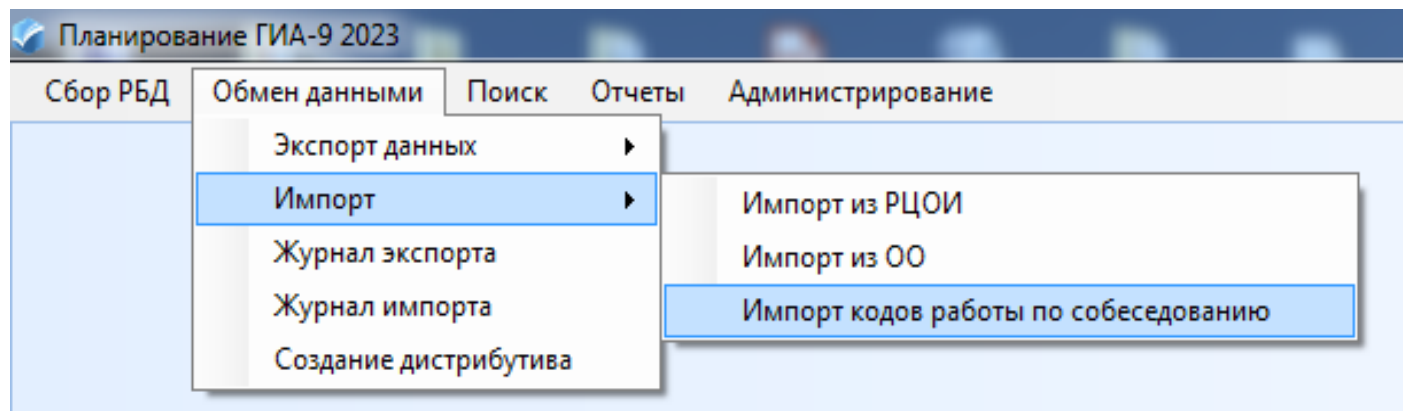 Планирование ГИА-9 2023
Сбор РБД Обмен данными Поиск Отчеты Администрирование
Экспорт данных
Импорт
Журнал экспорта
Журнал импорта
Создание дистрибутива
Импорт из РЦОИ
Импорт из ОО
Импорт кодов работы по собеседованию